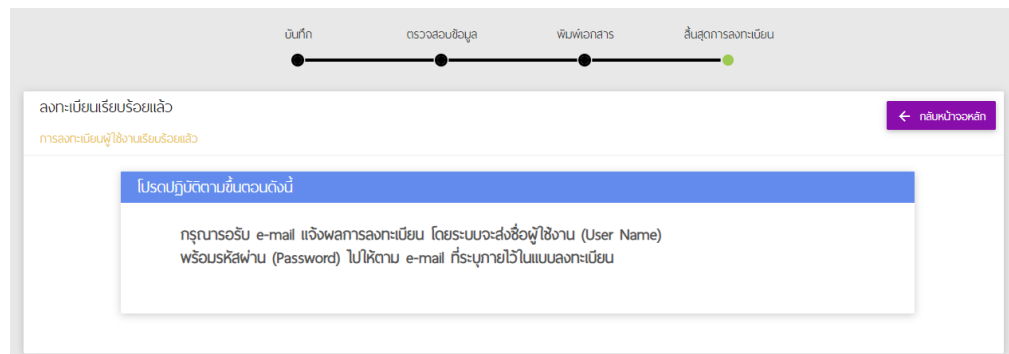 บันทึก
ตรวจสอบข้อมูล
พิมพ์เอกสาร
สิ้นสุดการลงทะเบียน
ลงทะเบียนเรียบร้อยแล้ว
← กลับหน้าจอหลัก
การลงทะเบียนผู้ใช้งานเรียบร้อยแล้ว
โปรดปฏิบัติตามขึ้นตอนดังนี้
กรุณารอรับ e-mail แจ้งผลการลงทะเบียน โดยระบบจะส่งชื่อผู้ใช้งาน (User Name)
พร้อมรหัสผ่าน (Password) ไปให้ตาม e-mail ที่ระบุภายไว้ในแบบลงทะเบียน